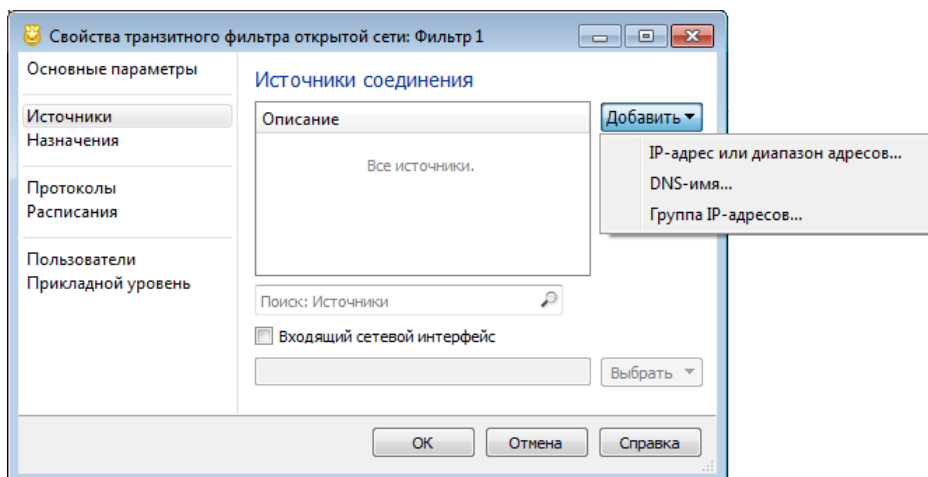 Свойства транзитного фильтра открытой сети: Фильтр 1
Основные параметры
Источники
Назначения
Протоколы
Расписания
Пользователи
Прикладной уровень
Источники соединения
Описание
Все источники.
Добавить
IP-адрес или диапазон адресов...
DNS-имя...
Группа IP-адресов...
Поиск: Источники
Входящий сетевой интерфейс
Выбрать
ОК
Отмена
Справка